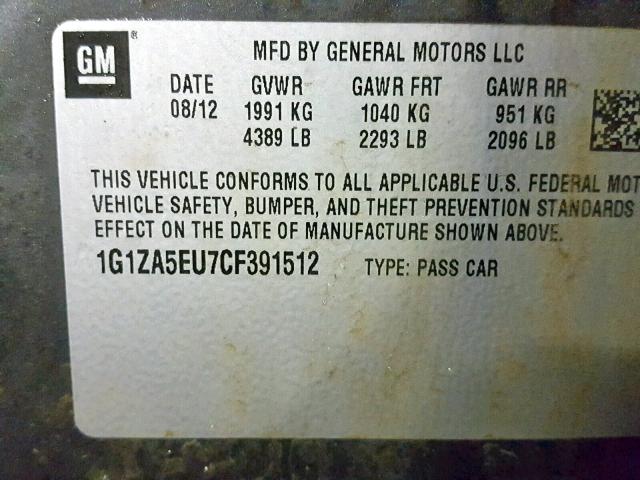 GM ®
MFD BY GENERAL MOTORS LLC
DATE GVWR GAWR FRT GAWR RR
08/12 1991 KG 1040 KG 951 KG
4389 LB 2293 LB 2096 LB
THIS VEHICLE CONFORMS TO ALL APPLICABLE U.S. FEDERAL MOT
VEHICLE SAFETY, BUMPER, AND THEFT PREVENTION STANDARDS
EFFECT ON THE DATE OF MANUFACTURE SHOWN ABOVE.
1G1ZA5EU7CF391512 TYPE: PASS CAR